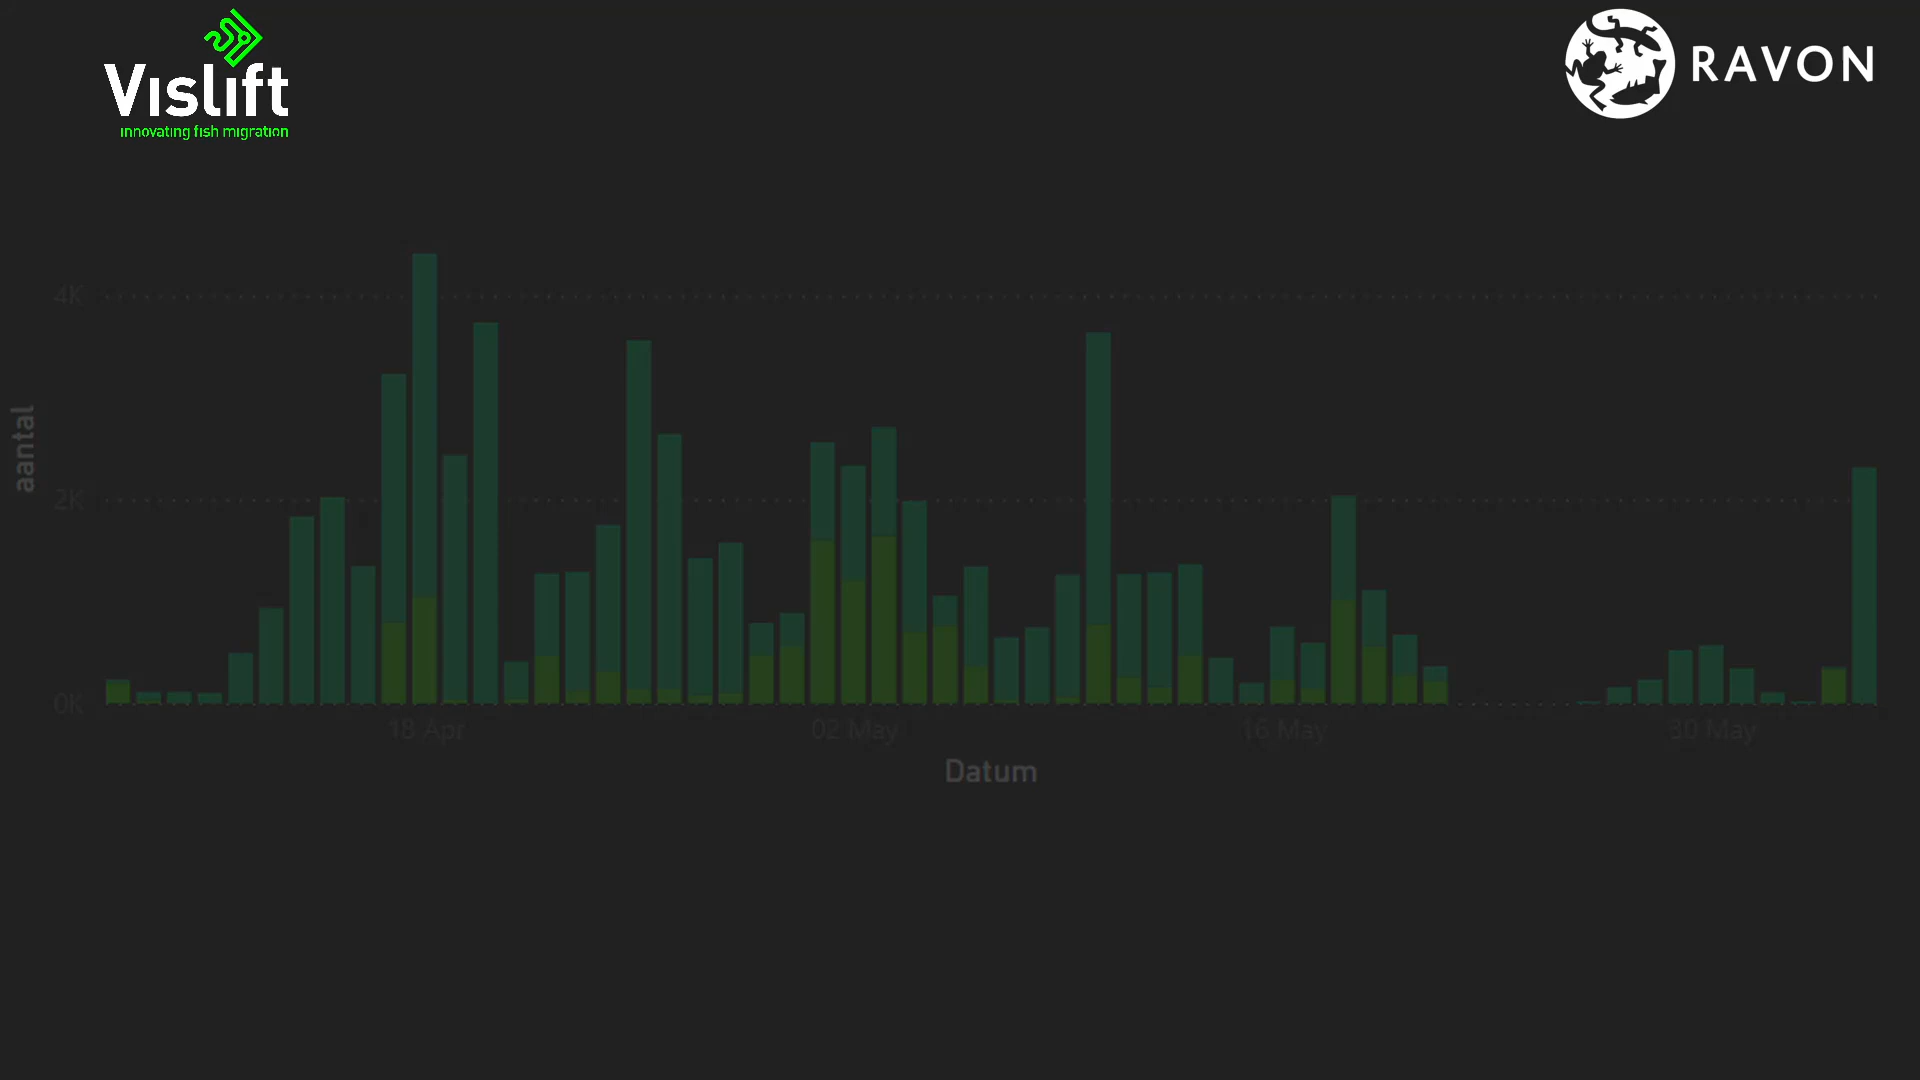 Vislift
innovating fish migration
RAVON
4K
2K
0K
aantal
18 Apr
02 May
16 May
30 May
Datum